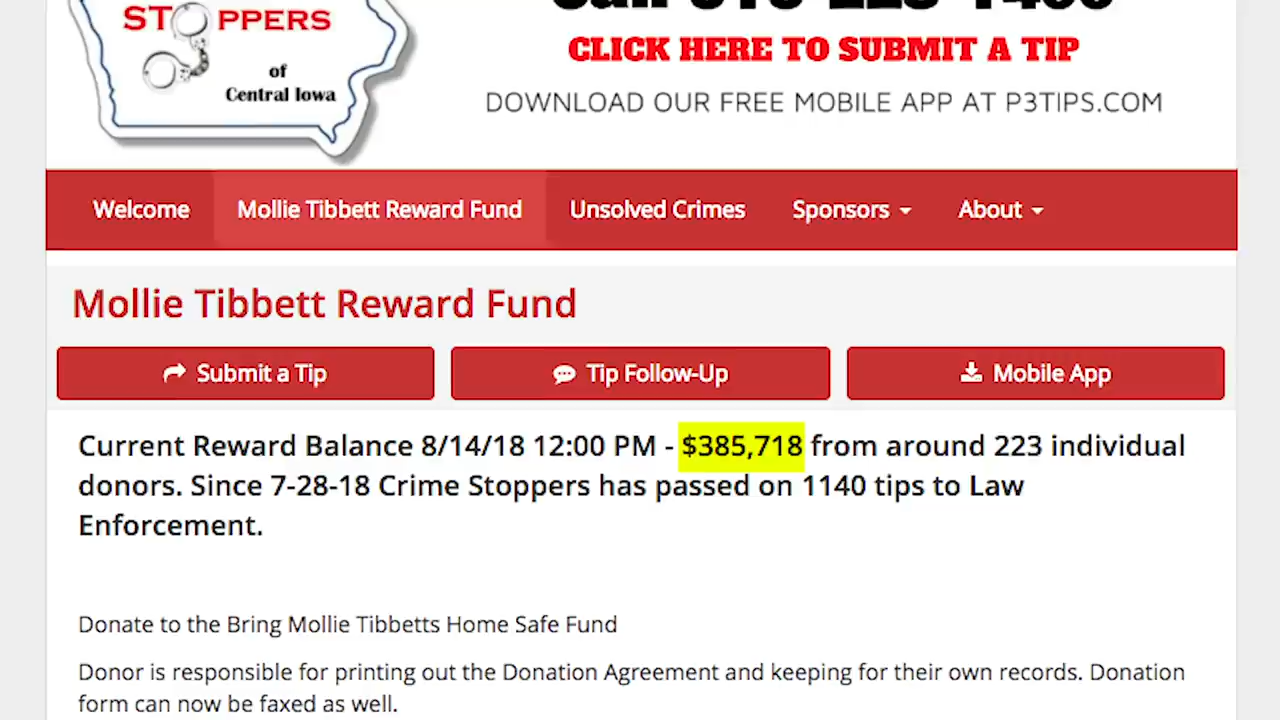 STOPPERS
of
Central Iowa
CLICK HERE TO SUBMIT A TIP
DOWNLOAD OUR FREE MOBILE APP AT P3TIPS.COM
Welcome Mollie Tibbett Reward Fund Unsolved Crimes Sponsors About
Mollie Tibbett Reward Fund
Submit a Tip Tip Follow-Up Mobile App
Current Reward Balance 8/14/18 12:00 PM - $385,718 from around 223 individual
donors. Since 7-28-18 Crime Stoppers has passed on 1140 tips to Law
Enforcement.
Donate to the Bring Mollie Tibbetts Home Safe Fund
Donor is responsible for printing out the Donation Agreement and keeping for their own records. Donation
form can now be faxed as well.